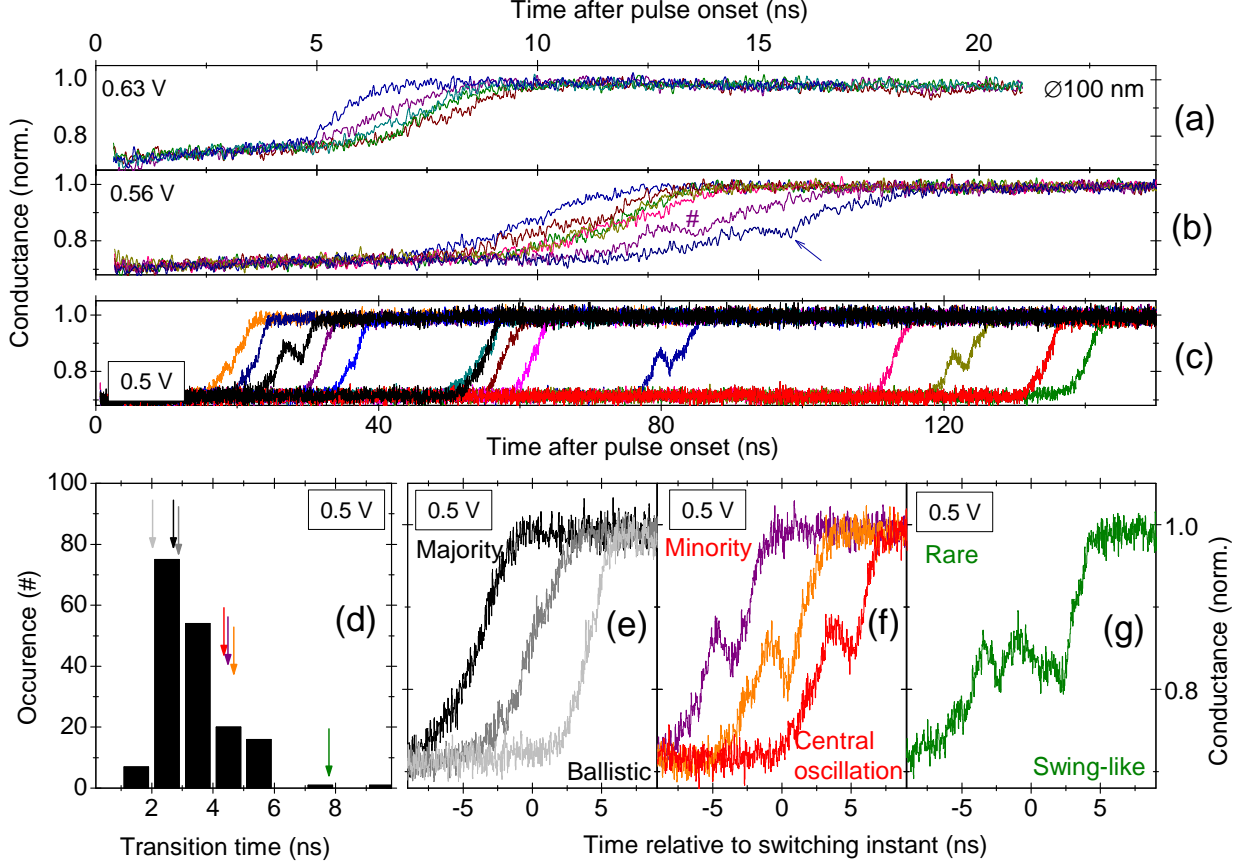 Time after pulse onset (ns)
0 5 10 15 20
1.0 0.63 V Ø100 nm
0.8 (a)
1.0 0.56 V
# (b)
0.8
Conductance (norm.)
1.0
0.8 0.5 V (c)
0 40 80 120
Time after pulse onset (ns)
100 0.5 V 0.5 V 0.5 V 0.5 V
Majority Minority Rare 1.0
80
60 (d) (e) (f) (g)
40
20 Central 0.8
oscillation
0 Ballistic Swing-like
Occurence (#)
Conductance (norm.)
2 4 6 8 -5 0 5 -5 0 5 -5 0 5
Transition time (ns) Time relative to switching instant (ns)